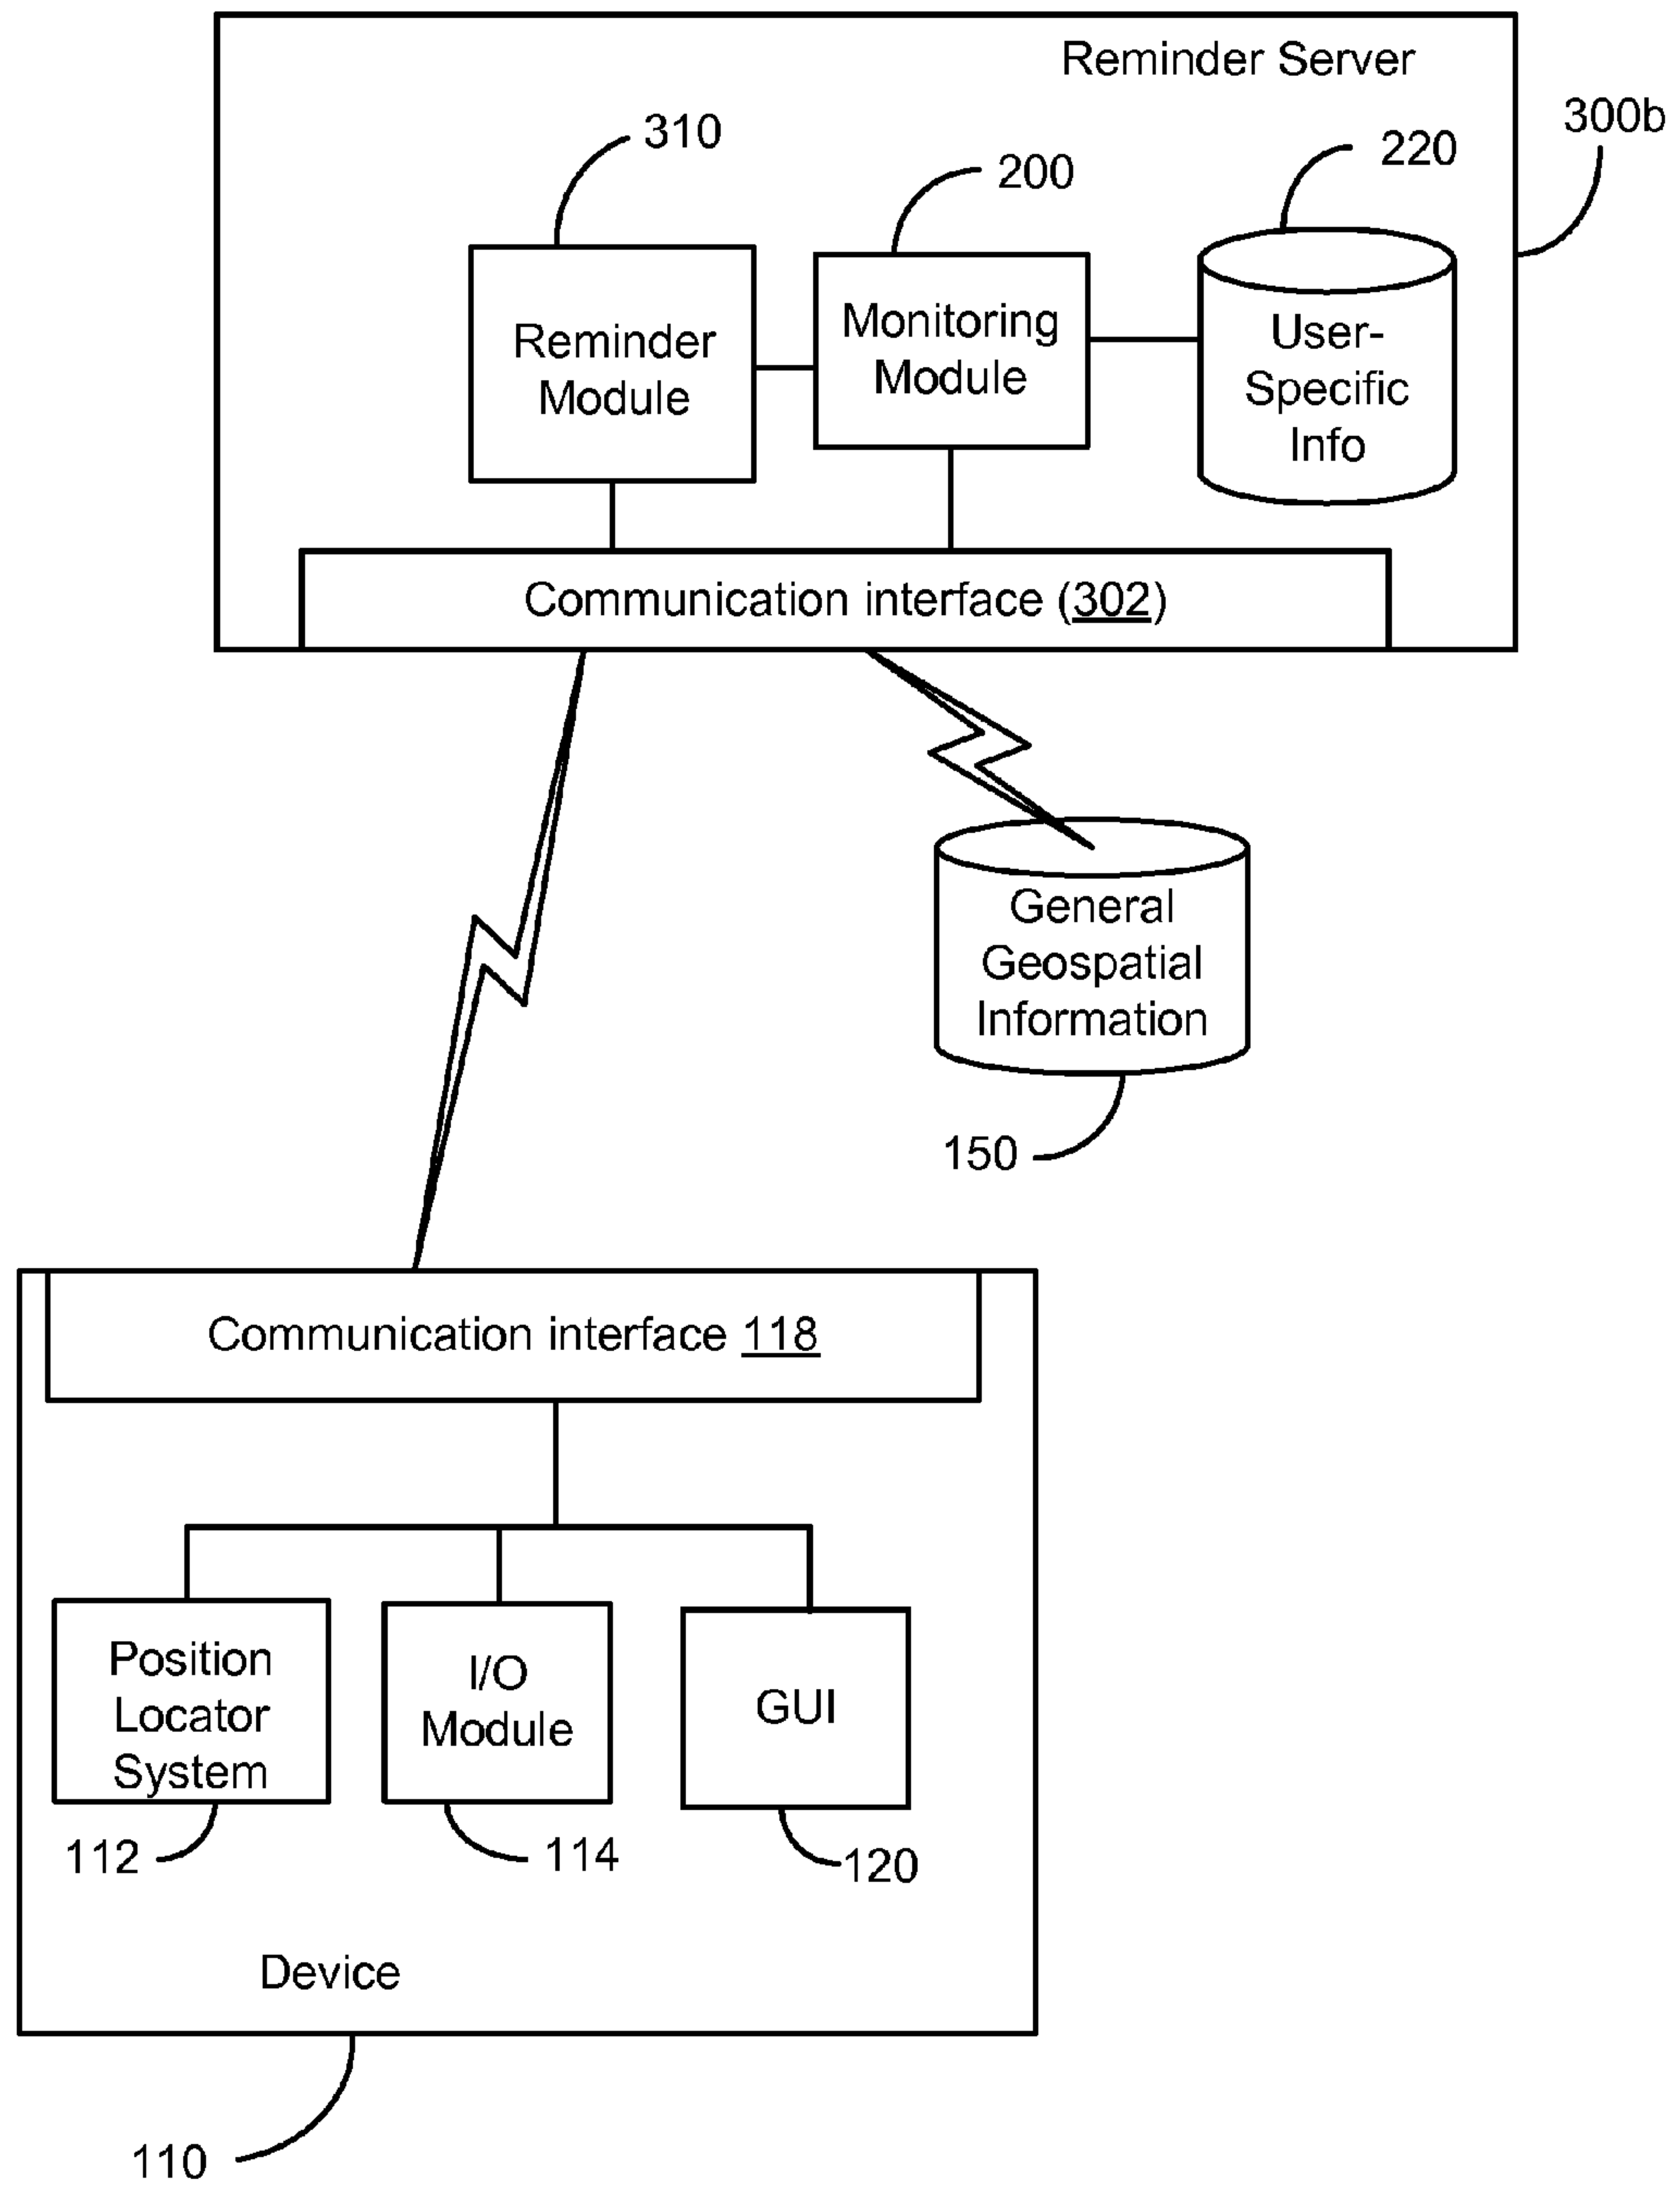 Reminder Server
300b
310
200
220
Reminder
Module
Monitoring
Module
User-
Specific
Info
Communication interface (302)
General
Geospatial
Information
150
Communication interface 118
Position
Locator
System
I/O
Module
GUI
112
114
120
Device
110